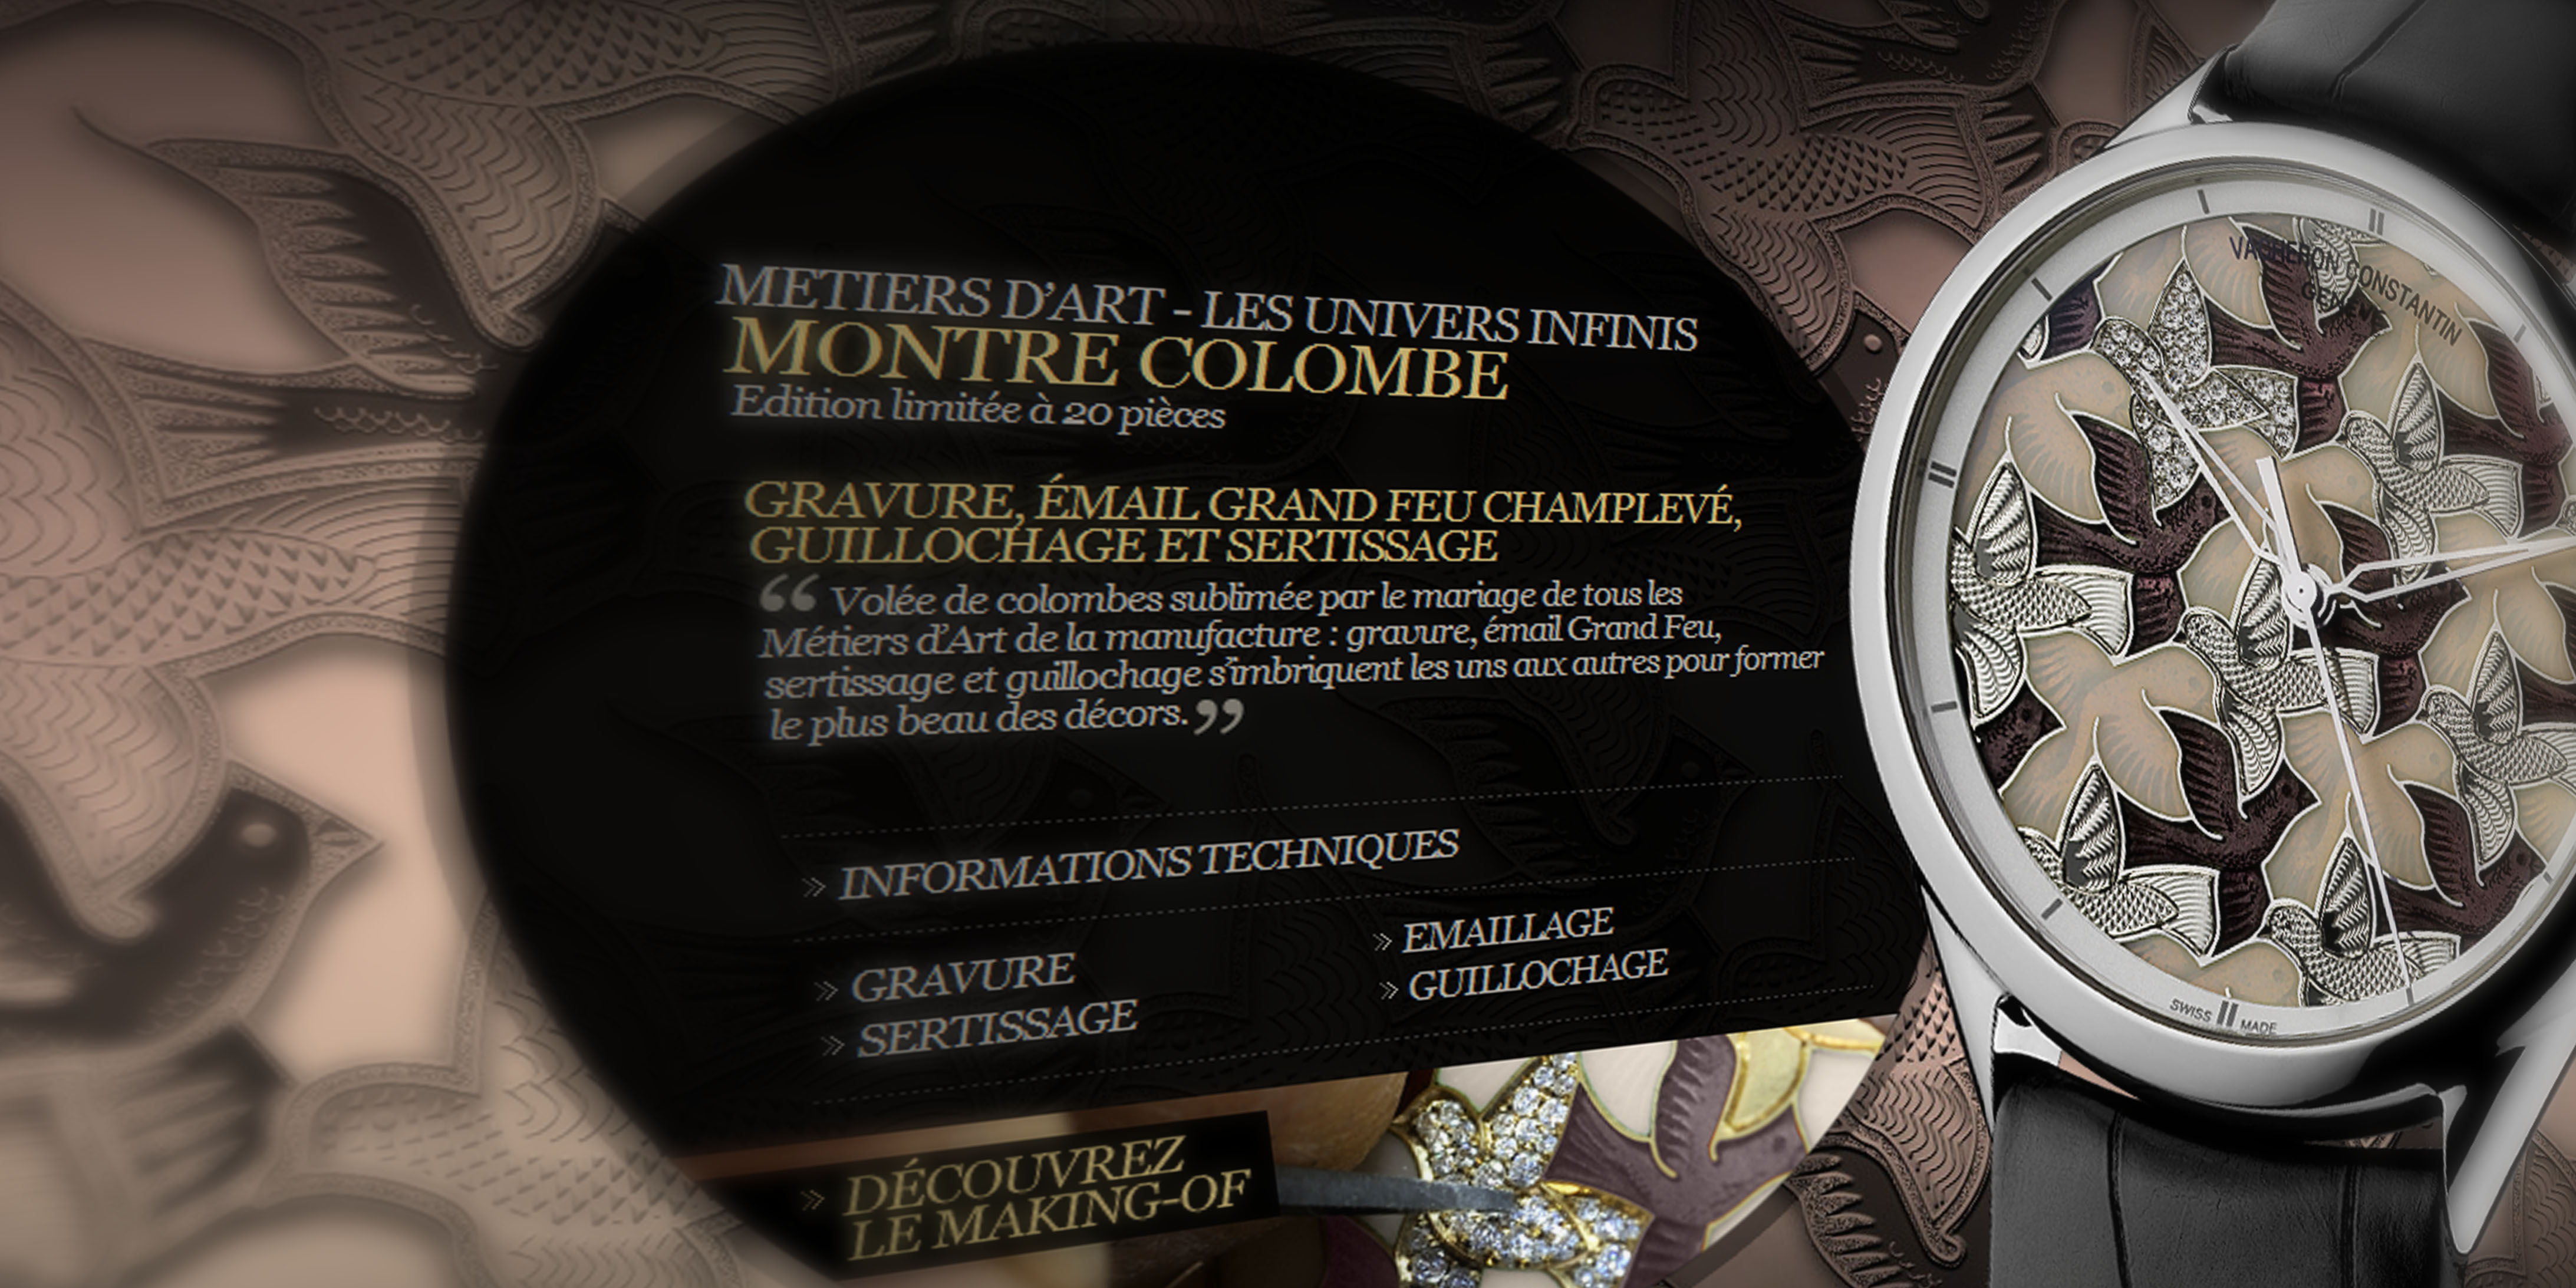 METIERS D’ART – LES UNIVERS INFINIS
MONTRE COLOMBE
Edition limitée à 20 pièces
GRAVURE, ÉMAIL GRAND FEU CHAMPLEVÉ,
GUILLOCHAGE ET SERTISSAGE
“ Volée de colombes sublimée par le mariage de tous les
Métiers d’Art de la manufacture : gravure, émail Grand Feu,
sertissage et guillochage s’imbriquent les uns aux autres pour former
le plus beau des décors. ”
» INFORMATIONS TECHNIQUES
» GRAVURE
» SERTISSAGE
» EMAILLAGE
» GUILLOCHAGE
» DÉCOUVREZ
LE MAKING-OF
VACHERON CONSTANTIN
GENÈVE
SWISS MADE